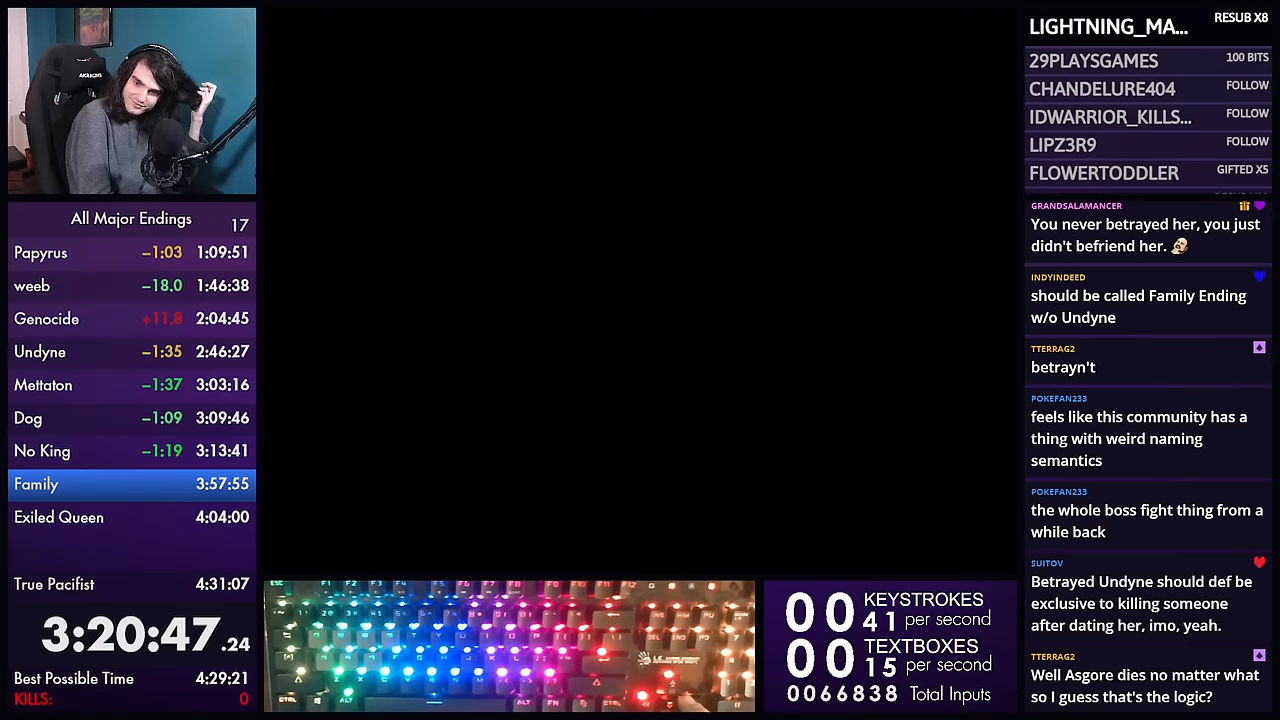 AKRACING
All Major Endings 17
Papyrus −1:03 1:09:51
weeb −18.0 1:46:38
Genocide +11.8 2:04:45
Undyne −1:35 2:46:27
Mettaton −1:37 3:03:16
Dog −1:09 3:09:46
No King −1:19 3:13:41
Family 3:57:55
Exiled Queen 4:04:00
True Pacifist 4:31:07
3:20:47.24
Best Possible Time 4:29:21
KILLS: 0
00.41 KEYSTROKES per second
00.15 TEXTBOXES per second
0066838 Total Inputs
LIGHTNING_MA... RESUB X8
29PLAYSGAMES 100 BITS
CHANDELURE404 FOLLOW
IDWARRIOR_KILLS... FOLLOW
LIPZ3R9 FOLLOW
FLOWERTODDLER GIFTED X5
GRANDSALAMANCER
You never betrayed her, you just
didn't befriend her.
INDYINDEED
should be called Family Ending
w/o Undyne
TTERRAG2
betrayn't
POKEFAN233
feels like this community has a
thing with weird naming
semantics
POKEFAN233
the whole boss fight thing from a
while back
SUITOV
Betrayed Undyne should def be
exclusive to killing someone
after dating her, imo, yeah.
TTERRAG2
Well Asgore dies no matter what
so I guess that's the logic?